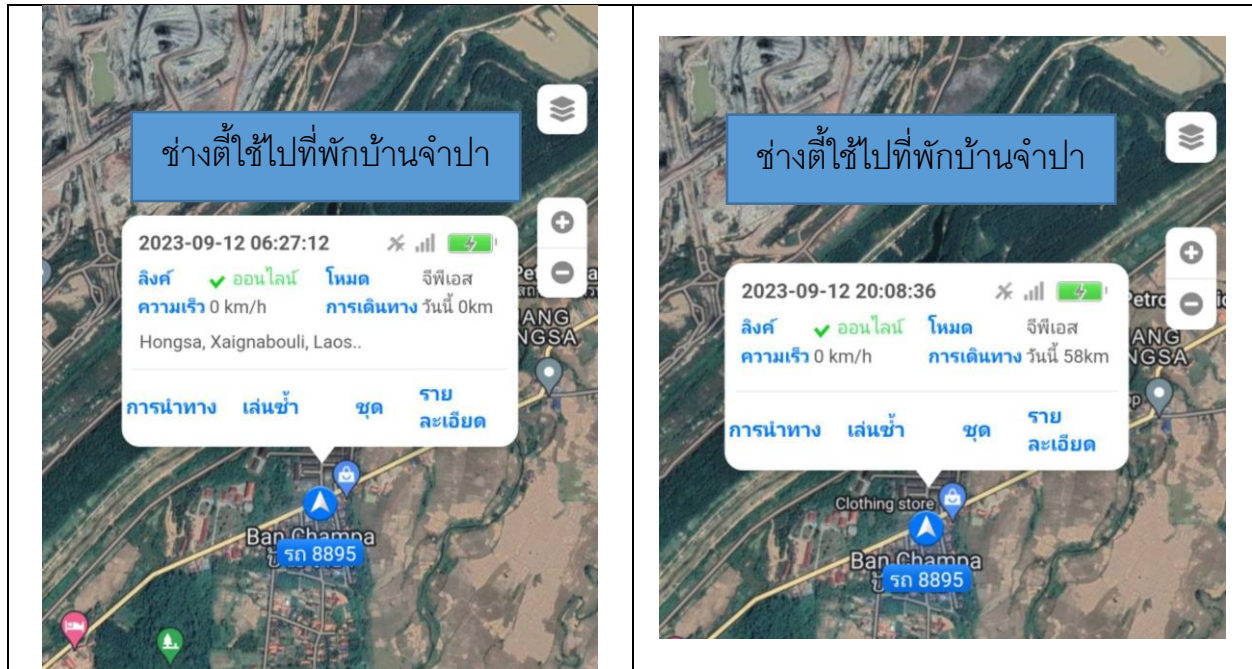 ช่างตี้ใช้ไปที่พักบ้านจำปา
2023-09-12 06:27:12
ลิงค์ ออนไลน์ โหมด จีพีเอส
ความเร็ว 0 km/h การเดินทาง วันนี้ 0km
Hongsa, Xaignabouli, Laos..
การนำทาง เล่นซ้ำ ชุด ราย
ละเอียด
NGSA
Ban Champa
รถ 8895
ช่างตี้ใช้ไปที่พักบ้านจำปา
2023-09-12 20:08:36
ลิงค์ ออนไลน์ โหมด จีพีเอส
ความเร็ว 0 km/h การเดินทาง วันนี้ 58km
การนำทาง เล่นซ้ำ ชุด ราย
ละเอียด
Petro
ANG
NGSA
Clothing store
Ban Champa
รถ 8895